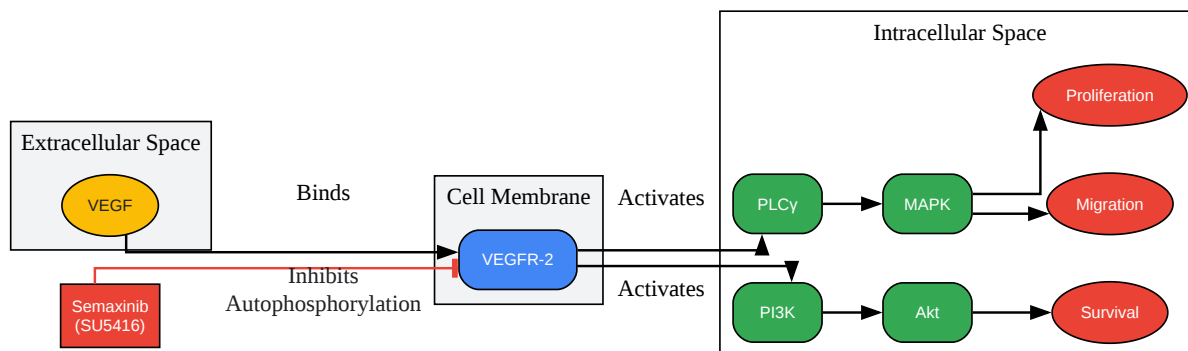 Intracellular Space
Proliferation
Extracellular Space
VEGF
Binds
Cell Membrane
VEGFR-2
Activates
PLCγ
MAPK
Migration
Inhibits
Autophosphorylation
Activates
Semaxinib
(SU5416)
PI3K
Akt
Survival